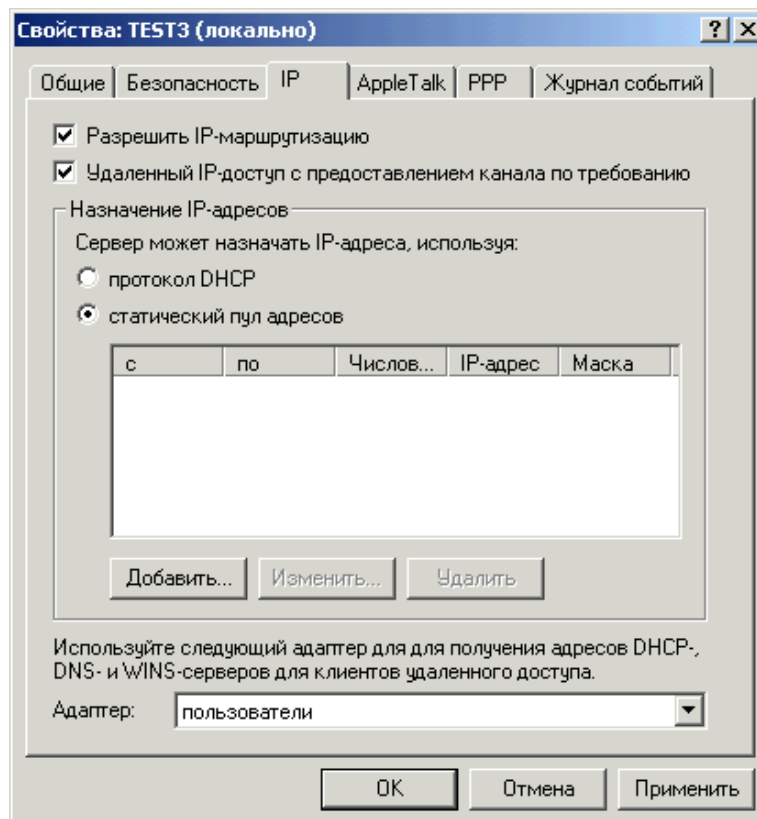 Свойства: TEST3 (локально)
Общие Безопасность IP AppleTalk PPP Журнал событий
Разрешить IP-маршрутизацию
Удаленный IP-доступ с предоставлением канала по требованию
Назначение IP-адресов
Сервер может назначать IP-адреса, используя:
протокол DHCP
статический пул адресов
с по Числов... IP-адрес Маска
Добавить... Изменить... Удалить
Используйте следующий адаптер для для получения адресов DHCP-,
DNS- и WINS-серверов для клиентов удаленного доступа.
Адаптер: пользователи
OK Отмена Применить